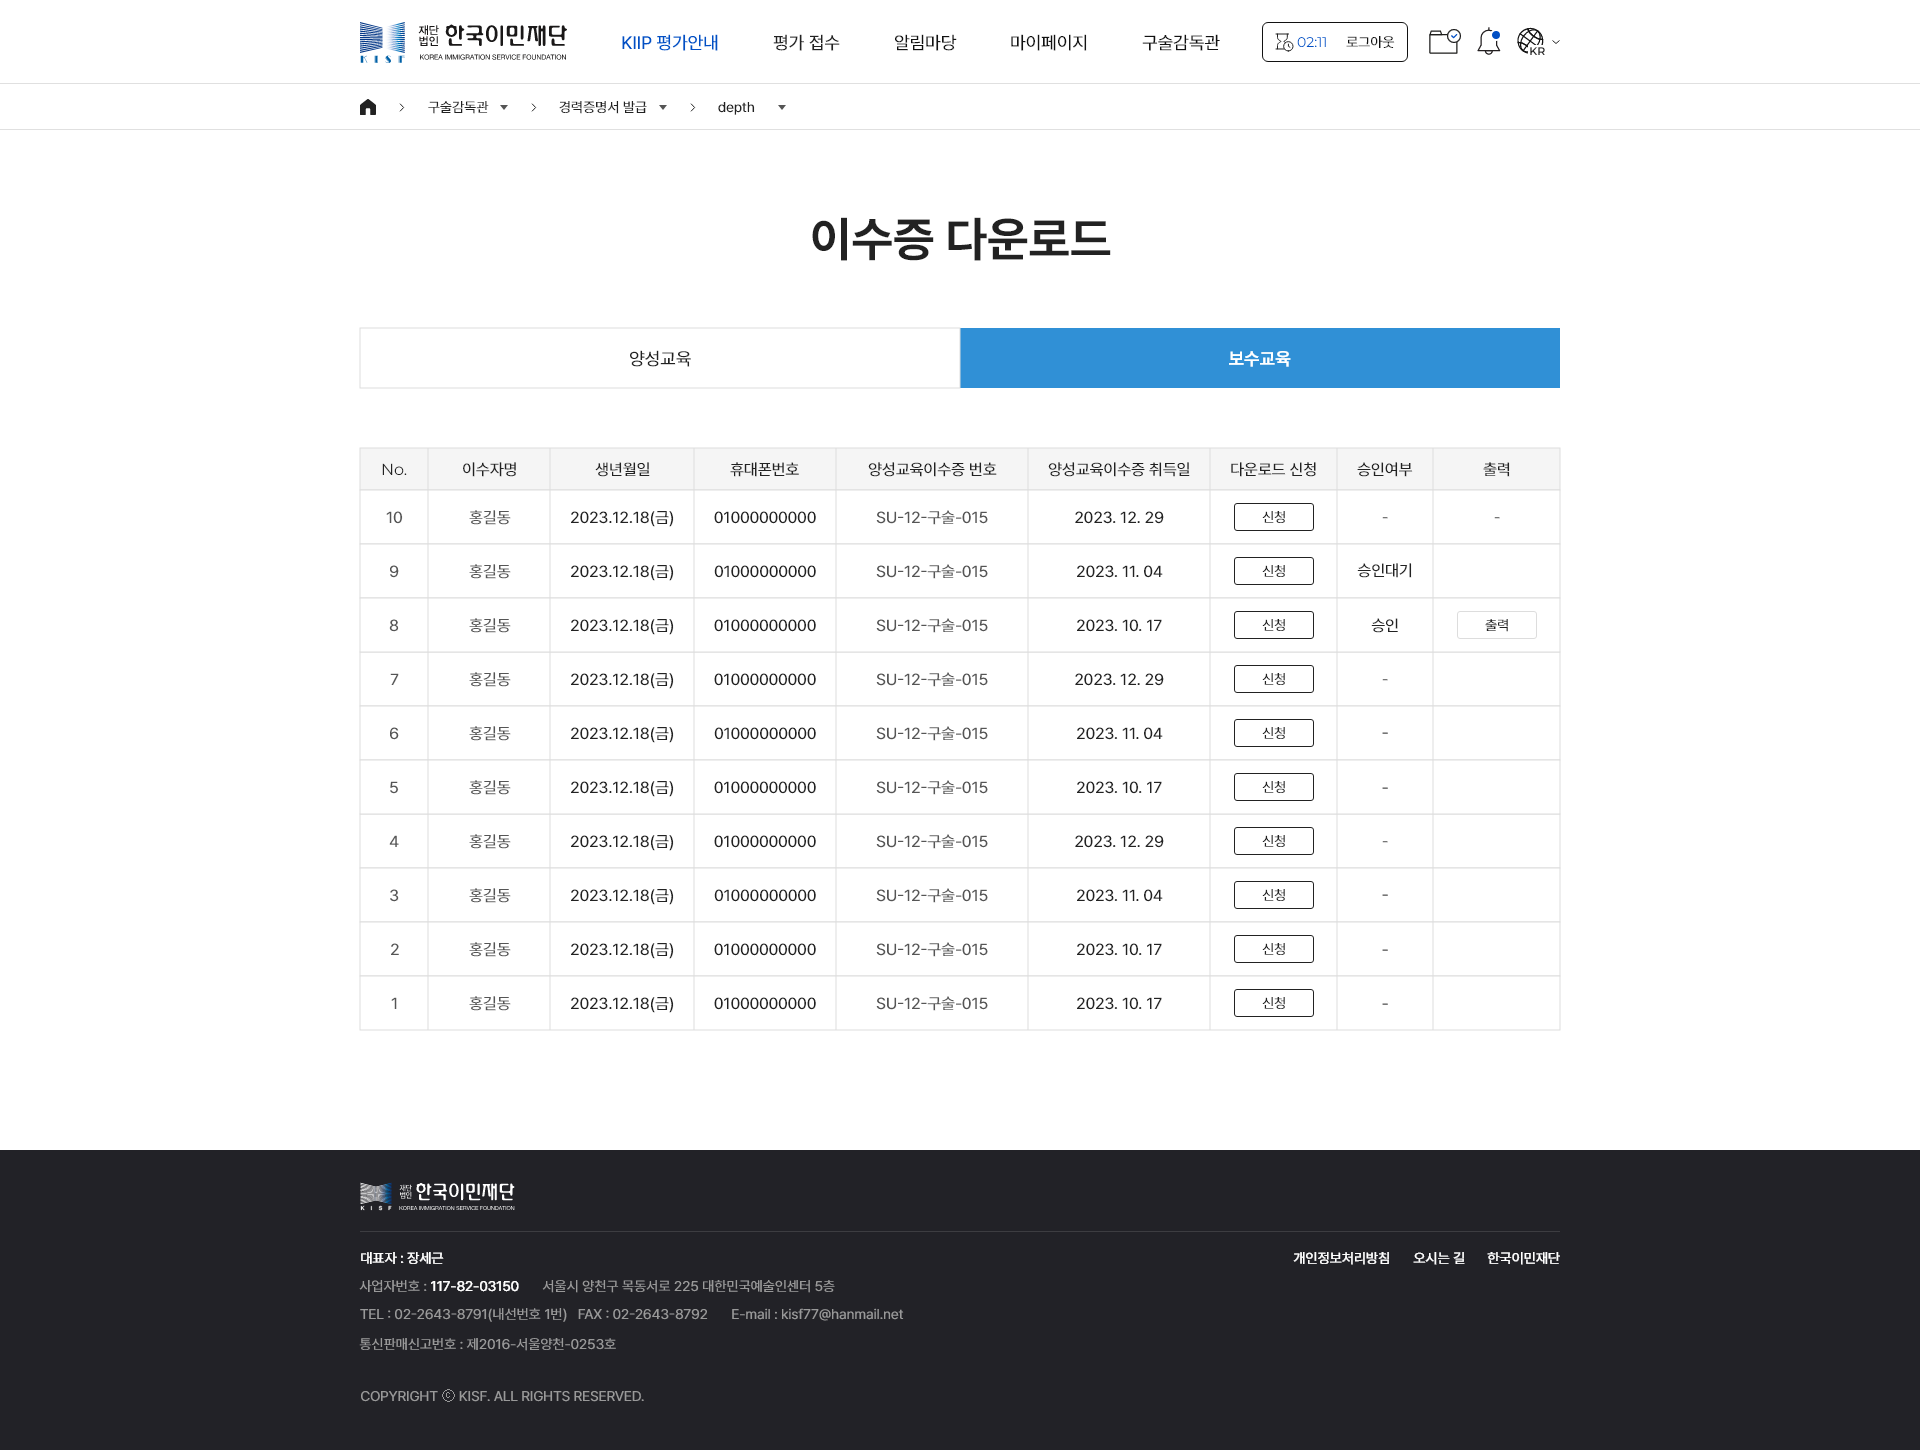 재단법인 한국이민재단
KOREA IMMIGRATION SERVICE FOUNDATION
KISF
KIIP 평가안내 평가 접수 알림마당 마이페이지 구술감독관 02:11 로그아웃 KR
구술감독관 경력증명서 발급 depth
이수증 다운로드
양성교육 보수교육
No. 이수자명 생년월일 휴대폰번호 양성교육이수증 번호 양성교육이수증 취득일 다운로드 신청 승인여부 출력
10 홍길동 2023.12.18(금) 01000000000 SU-12-구술-015 2023. 12. 29 신청 - -
9 홍길동 2023.12.18(금) 01000000000 SU-12-구술-015 2023. 11. 04 신청 승인대기
8 홍길동 2023.12.18(금) 01000000000 SU-12-구술-015 2023. 10. 17 신청 승인 출력
7 홍길동 2023.12.18(금) 01000000000 SU-12-구술-015 2023. 12. 29 신청 -
6 홍길동 2023.12.18(금) 01000000000 SU-12-구술-015 2023. 11. 04 신청 -
5 홍길동 2023.12.18(금) 01000000000 SU-12-구술-015 2023. 10. 17 신청 -
4 홍길동 2023.12.18(금) 01000000000 SU-12-구술-015 2023. 12. 29 신청 -
3 홍길동 2023.12.18(금) 01000000000 SU-12-구술-015 2023. 11. 04 신청 -
2 홍길동 2023.12.18(금) 01000000000 SU-12-구술-015 2023. 10. 17 신청 -
1 홍길동 2023.12.18(금) 01000000000 SU-12-구술-015 2023. 10. 17 신청 -
재단법인 한국이민재단
KISF KOREA IMMIGRATION SERVICE FOUNDATION
대표자 : 장세근 개인정보처리방침 오시는 길 한국이민재단
사업자번호 : 117-82-03150 서울시 양천구 목동서로 225 대한민국예술인센터 5층
TEL : 02-2643-8791(내선번호 1번) FAX : 02-2643-8792 E-mail : kisf77@hanmail.net
통신판매신고번호 : 제2016-서울양천-0253호
COPYRIGHT ⓒ KISF. ALL RIGHTS RESERVED.